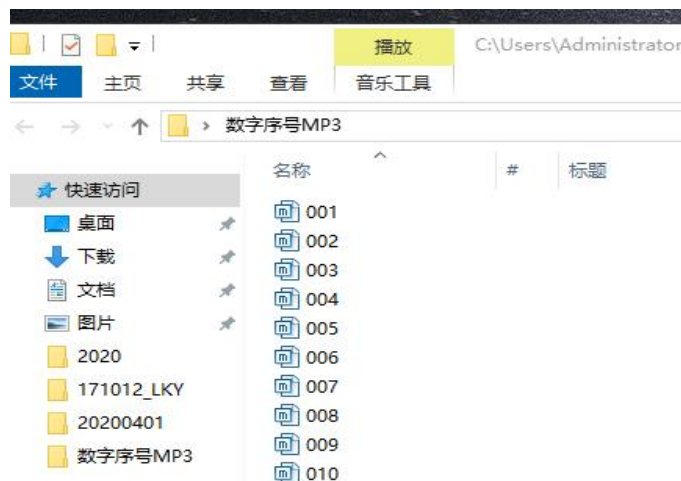 播放 C:\Users\Administrator
文件 主页 共享 查看 音乐工具
数字序号MP3
名称 # 标题
快速访问
桌面
下载
文档
图片
2020
171012_LKY
20200401
数字序号MP3
001
002
003
004
005
006
007
008
009
010